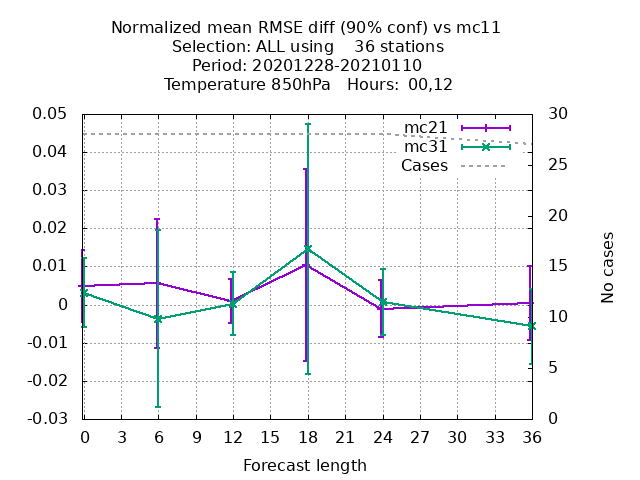 Normalized mean RMSE diff (90% conf) vs mc11
Selection: ALL using    36 stations
Period: 20201228-20210110
Temperature 850hPa   Hours: 00,12
0.05
0.04
0.03
0.02
0.01
0
-0.01
-0.02
-0.03
mc21
mc31
Cases
30
25
20
15
10
5
0
No cases
0 3 6 9 12 15 18 21 24 27 30 33 36
Forecast length